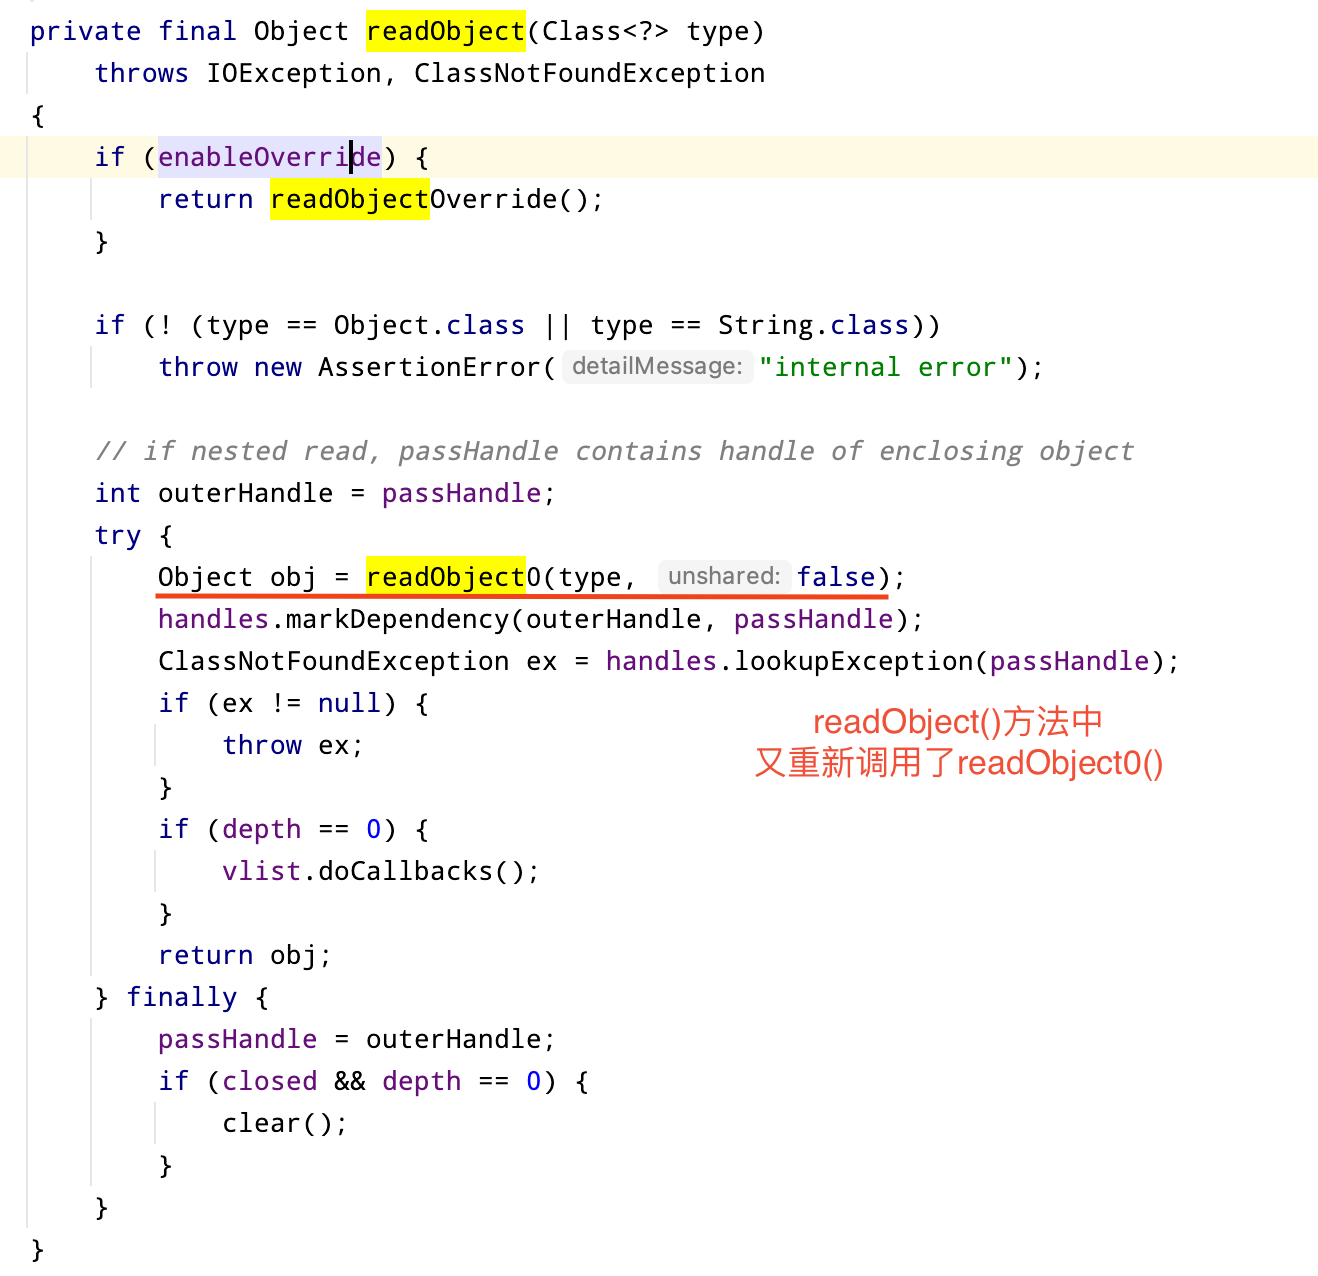 private final Object readObject(Class<?> type)
    throws IOException, ClassNotFoundException
{
    if (enableOverride) {
        return readObjectOverride();
    }

    if (! (type == Object.class || type == String.class))
        throw new AssertionError( detailMessage: "internal error");

    // if nested read, passHandle contains handle of enclosing object
    int outerHandle = passHandle;
    try {
        Object obj = readObject0(type, unshared: false);
        handles.markDependency(outerHandle, passHandle);
        ClassNotFoundException ex = handles.lookupException(passHandle);
        if (ex != null) {
            throw ex;
        }
readObject()方法中
又重新调用了readObject0()
        if (depth == 0) {
            vlist.doCallbacks();
        }
        return obj;
    } finally {
        passHandle = outerHandle;
        if (closed && depth == 0) {
            clear();
        }
    }
}